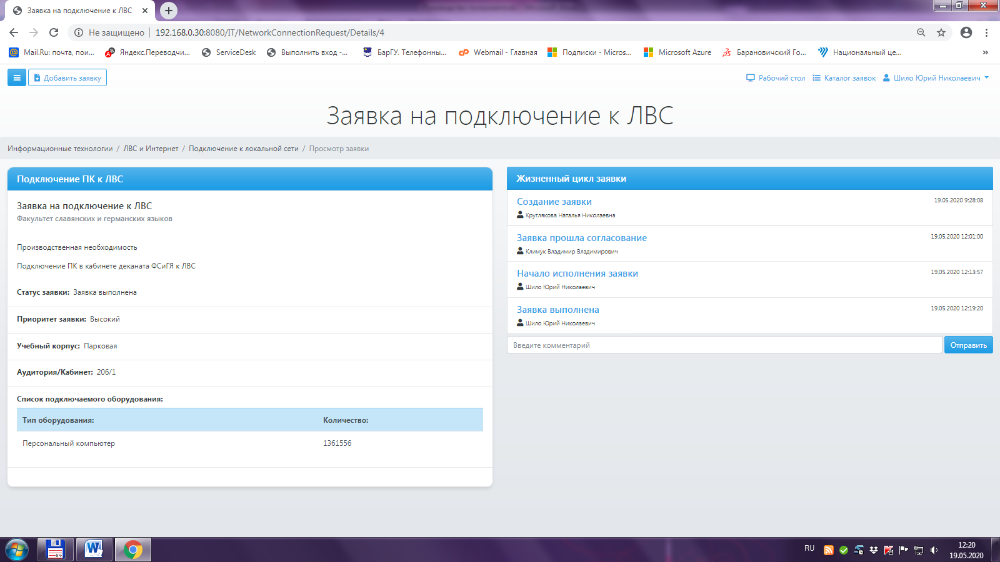 Заявка на подключение к ЛВС
Не защищено 192.168.0.30:8080/IT/NetworkConnectionRequest/Details/4
Mail.Ru: почта, пои... Яндекс.Переводчи... ServiceDesk Выполнить вход -... БарГУ. Телефонны... Webmail - Главная Подписки - Micros... Microsoft Azure Барановичский Го... Национальный це... »
Добавить заявку Рабочий стол Каталог заявок Шило Юрий Николаевич
Заявка на подключение к ЛВС
Информационные технологии / ЛВС и Интернет / Подключение к локальной сети / Просмотр заявки
Подключение ПК к ЛВС
Заявка на подключение к ЛВС
Факультет славянских и германских языков
Производственная необходимость
Подключение ПК в кабинете деканата ФСиГЯ к ЛВС
Статус заявки: Заявка выполнена
Приоритет заявки: Высокий
Учебный корпус: Парковая
Аудитория/Кабинет: 206/1
Список подключаемого оборудования:
Тип оборудования: Количество:
Персональный компьютер 1361556
Жизненный цикл заявки
Создание заявки 19.05.2020 9:28:08
Круглякова Наталья Николаевна
Заявка прошла согласование 19.05.2020 12:01:00
Климук Владимир Владимирович
Начало исполнения заявки 19.05.2020 12:13:57
Шило Юрий Николаевич
Заявка выполнена 19.05.2020 12:19:20
Шило Юрий Николаевич
Введите комментарий Отправить
64
RU 12:20
19.05.2020